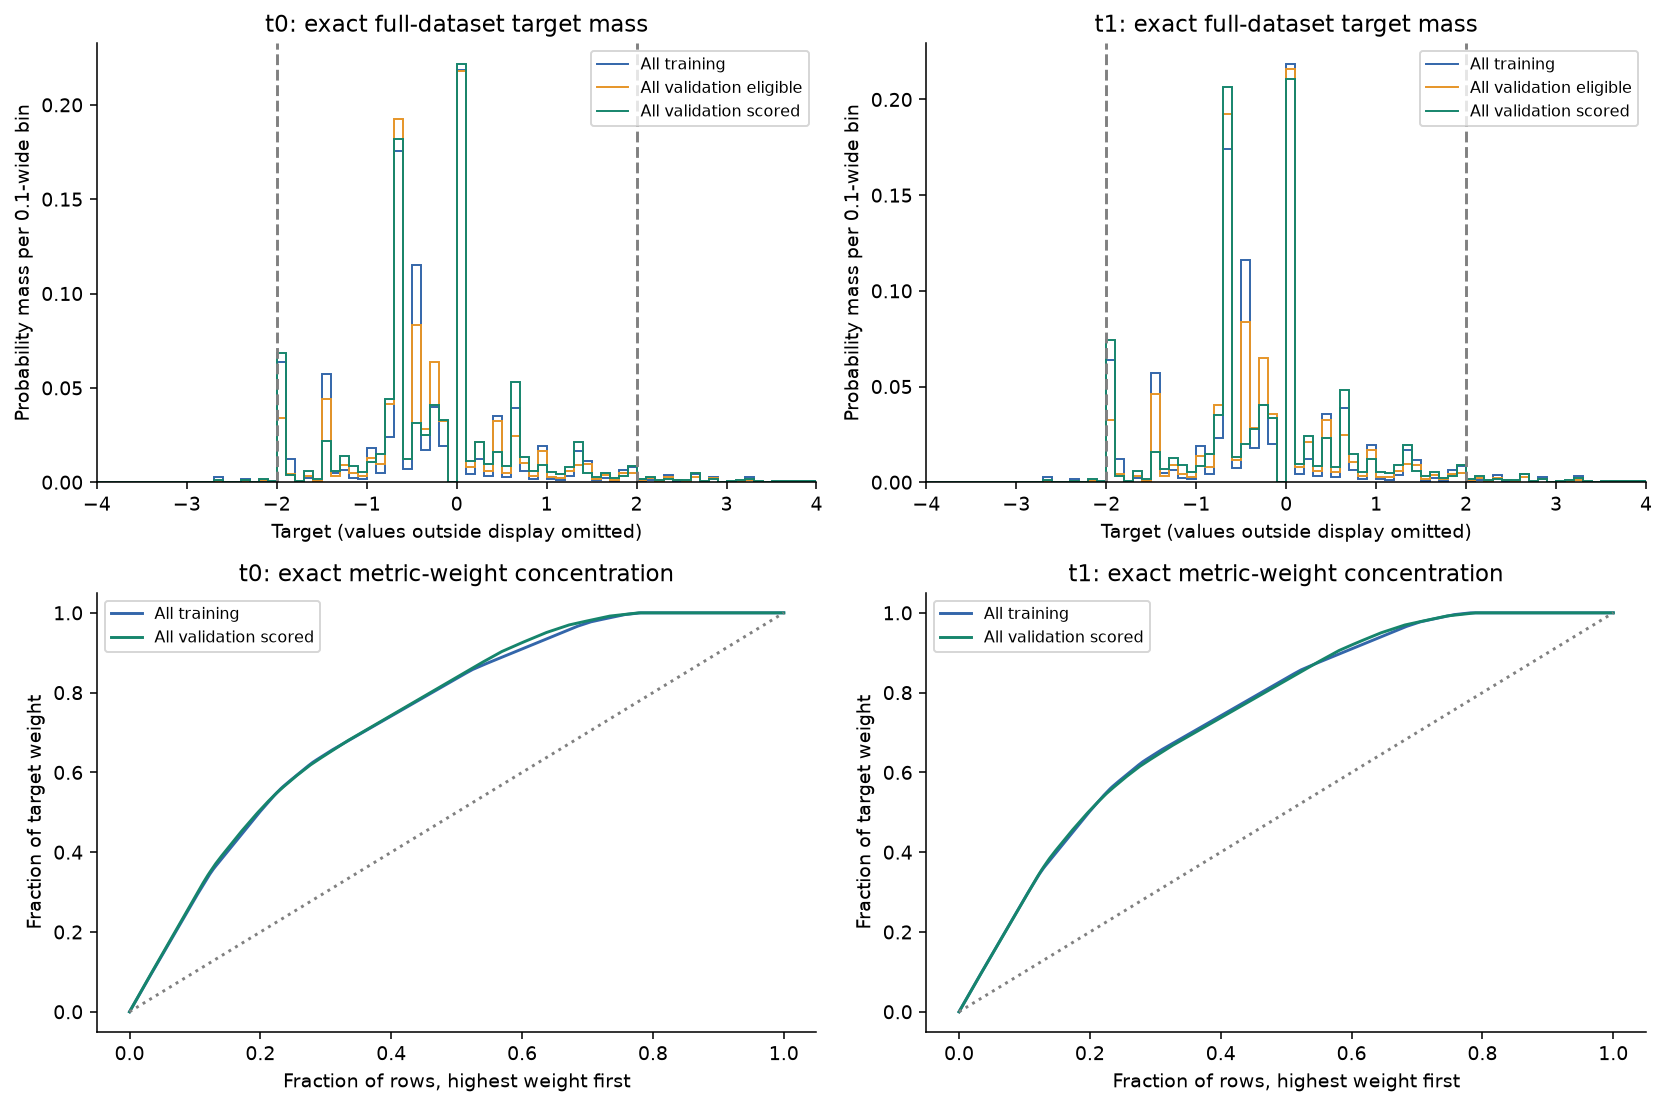 t0: exact full-dataset target mass
Probability mass per 0.1-wide bin
0.20
0.15
0.10
0.05
0.00
All training
All validation eligible
All validation scored
−4 −3 −2 −1 0 1 2 3 4
Target (values outside display omitted)
t1: exact full-dataset target mass
Probability mass per 0.1-wide bin
0.20
0.15
0.10
0.05
0.00
All training
All validation eligible
All validation scored
−4 −3 −2 −1 0 1 2 3 4
Target (values outside display omitted)
t0: exact metric-weight concentration
Fraction of target weight
1.0
0.8
0.6
0.4
0.2
0.0
All training
All validation scored
0.0 0.2 0.4 0.6 0.8 1.0
Fraction of rows, highest weight first
t1: exact metric-weight concentration
Fraction of target weight
1.0
0.8
0.6
0.4
0.2
0.0
All training
All validation scored
0.0 0.2 0.4 0.6 0.8 1.0
Fraction of rows, highest weight first